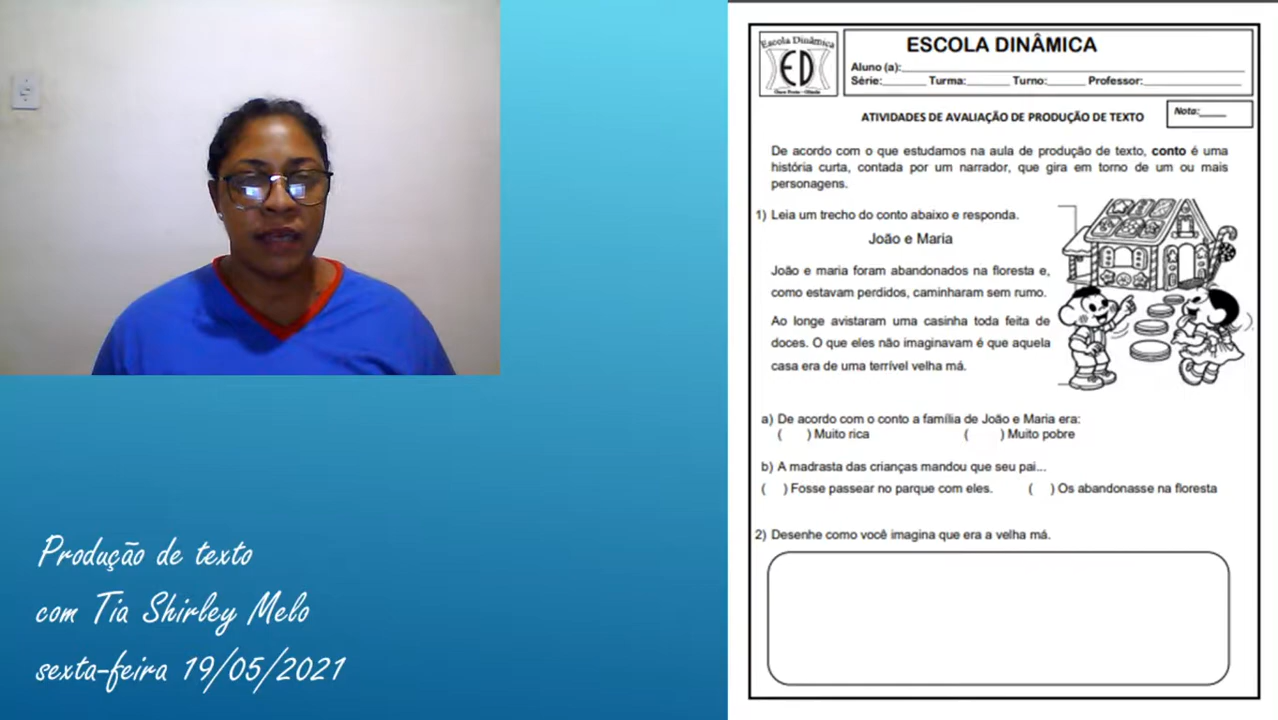 Produção de texto
com Tia Shirley Melo
sexta-feira 19/05/2021
Escola Dinâmica
ED
ESCOLA DINÂMICA
Aluno (a):
Série:______ Turma:______ Turno:______ Professor:______
ATIVIDADES DE AVALIAÇÃO DE PRODUÇÃO DE TEXTO
Nota:_____
De acordo com o que estudamos na aula de produção de texto, conto é uma
história curta, contada por um narrador, que gira em torno de um ou mais
personagens.
1) Leia um trecho do conto abaixo e responda.
João e Maria
João e maria foram abandonados na floresta e,
como estavam perdidos, caminharam sem rumo.
Ao longe avistaram uma casinha toda feita de
doces. O que eles não imaginavam é que aquela
casa era de uma terrível velha má.
a) De acordo com o conto a família de João e Maria era:
( ) Muito rica ( ) Muito pobre
b) A madrasta das crianças mandou que seu pai...
( ) Fosse passear no parque com eles. ( ) Os abandonasse na floresta
2) Desenhe como você imagina que era a velha má.